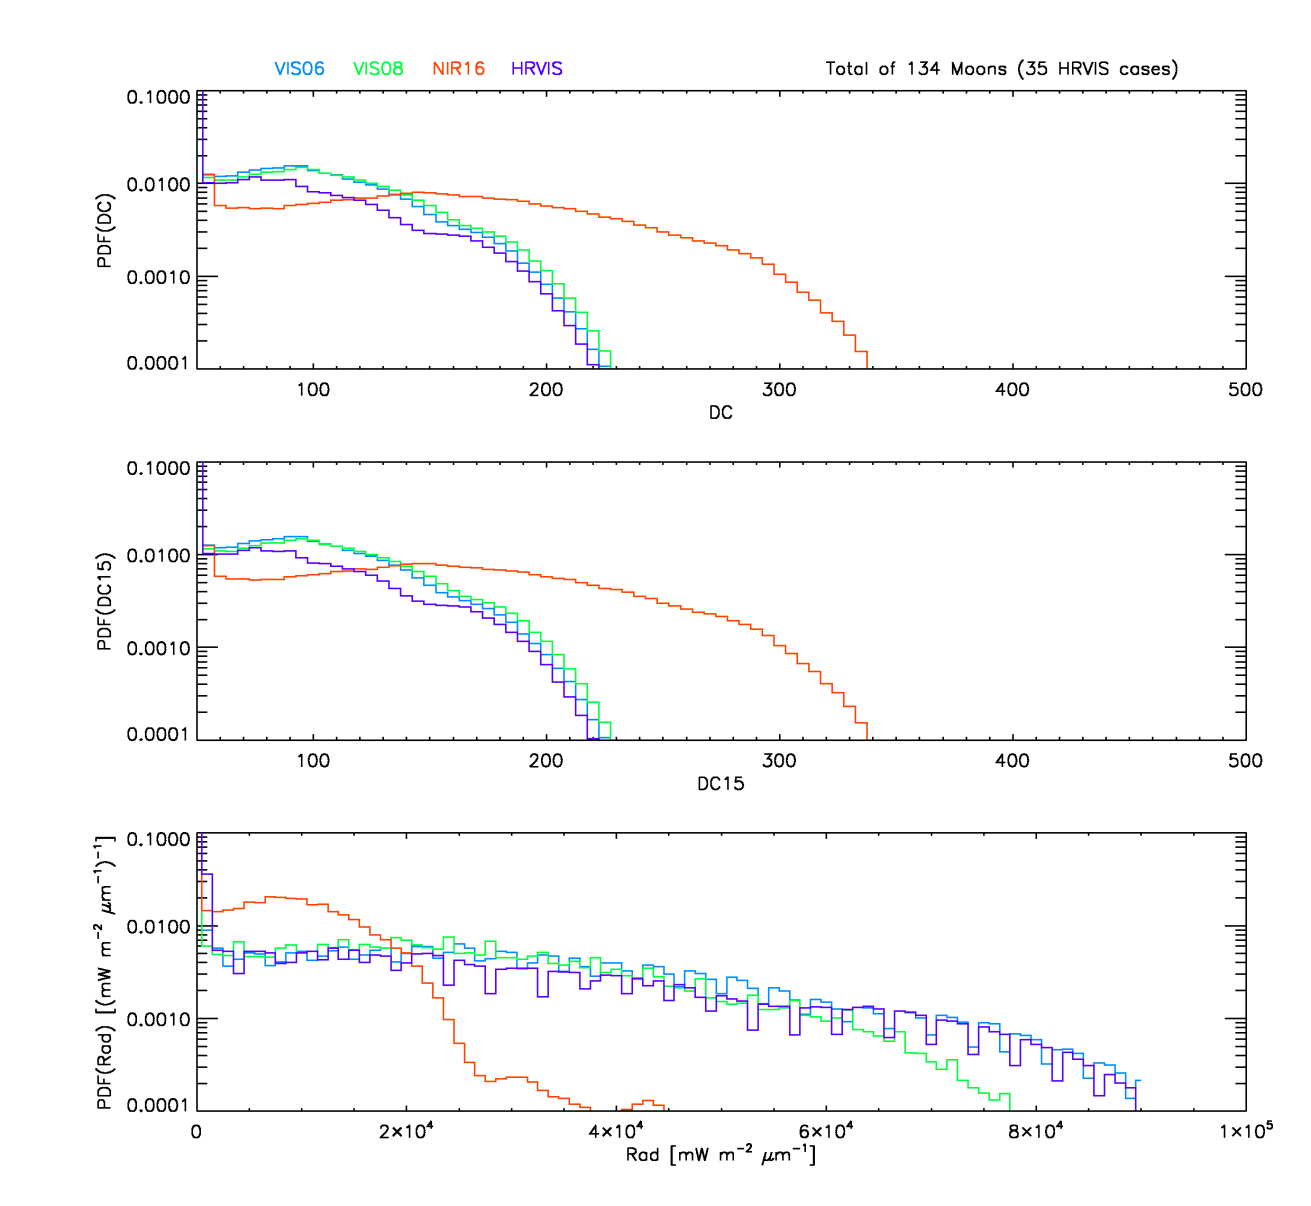 VIS06 VIS08 NIR16 HRVIS Total of 134 Moons (35 HRVIS cases)
PDF(DC)
0.1000
0.0100
0.0010
0.0001
100 200 300 400 500
DC
PDF(DC15)
0.1000
0.0100
0.0010
0.0001
100 200 300 400 500
DC15
PDF(Rad) [(mW m⁻² μm⁻¹)⁻¹]
0.1000
0.0100
0.0010
0.0001
0 2×10⁴ 4×10⁴ 6×10⁴ 8×10⁴ 1×10⁵
Rad [mW m⁻² μm⁻¹]